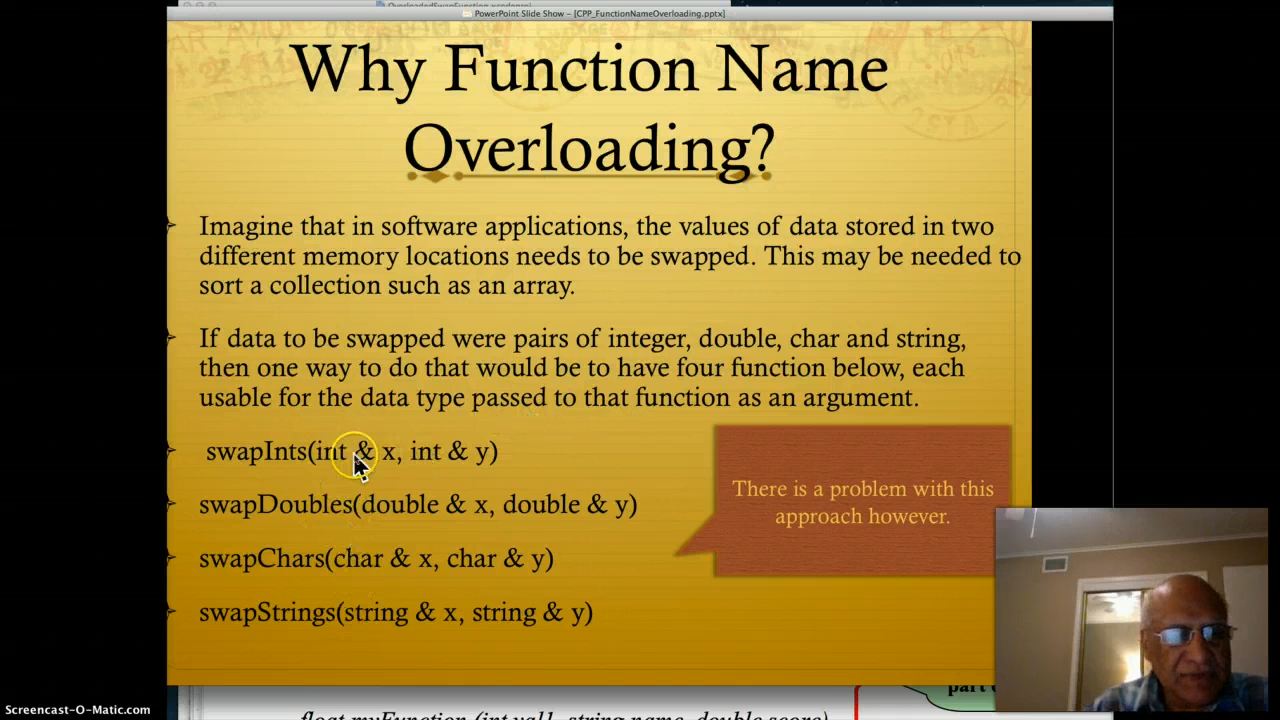 PowerPoint Slide Show – [CPP_FunctionNameOverloading.pptx]
Why Function Name
Overloading?
Imagine that in software applications, the values of data stored in two
different memory locations needs to be swapped. This may be needed to
sort a collection such as an array.
If data to be swapped were pairs of integer, double, char and string,
then one way to do that would be to have four function below, each
usable for the data type passed to that function as an argument.
swapInts(int & x, int & y)
swapDoubles(double & x, double & y)
swapChars(char & x, char & y)
swapStrings(string & x, string & y)
There is a problem with this
approach however.
part
float myFunction (int val1, string name, double score)
Screencast-O-Matic.com